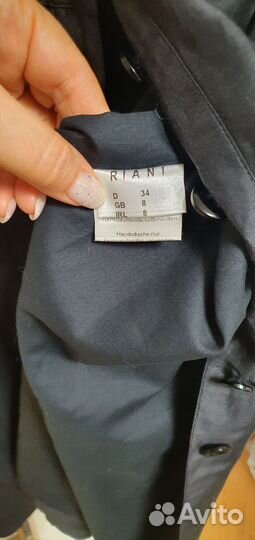 RIANI
D 34
GB 8
IRL 8
Handwäsche nur
Avito